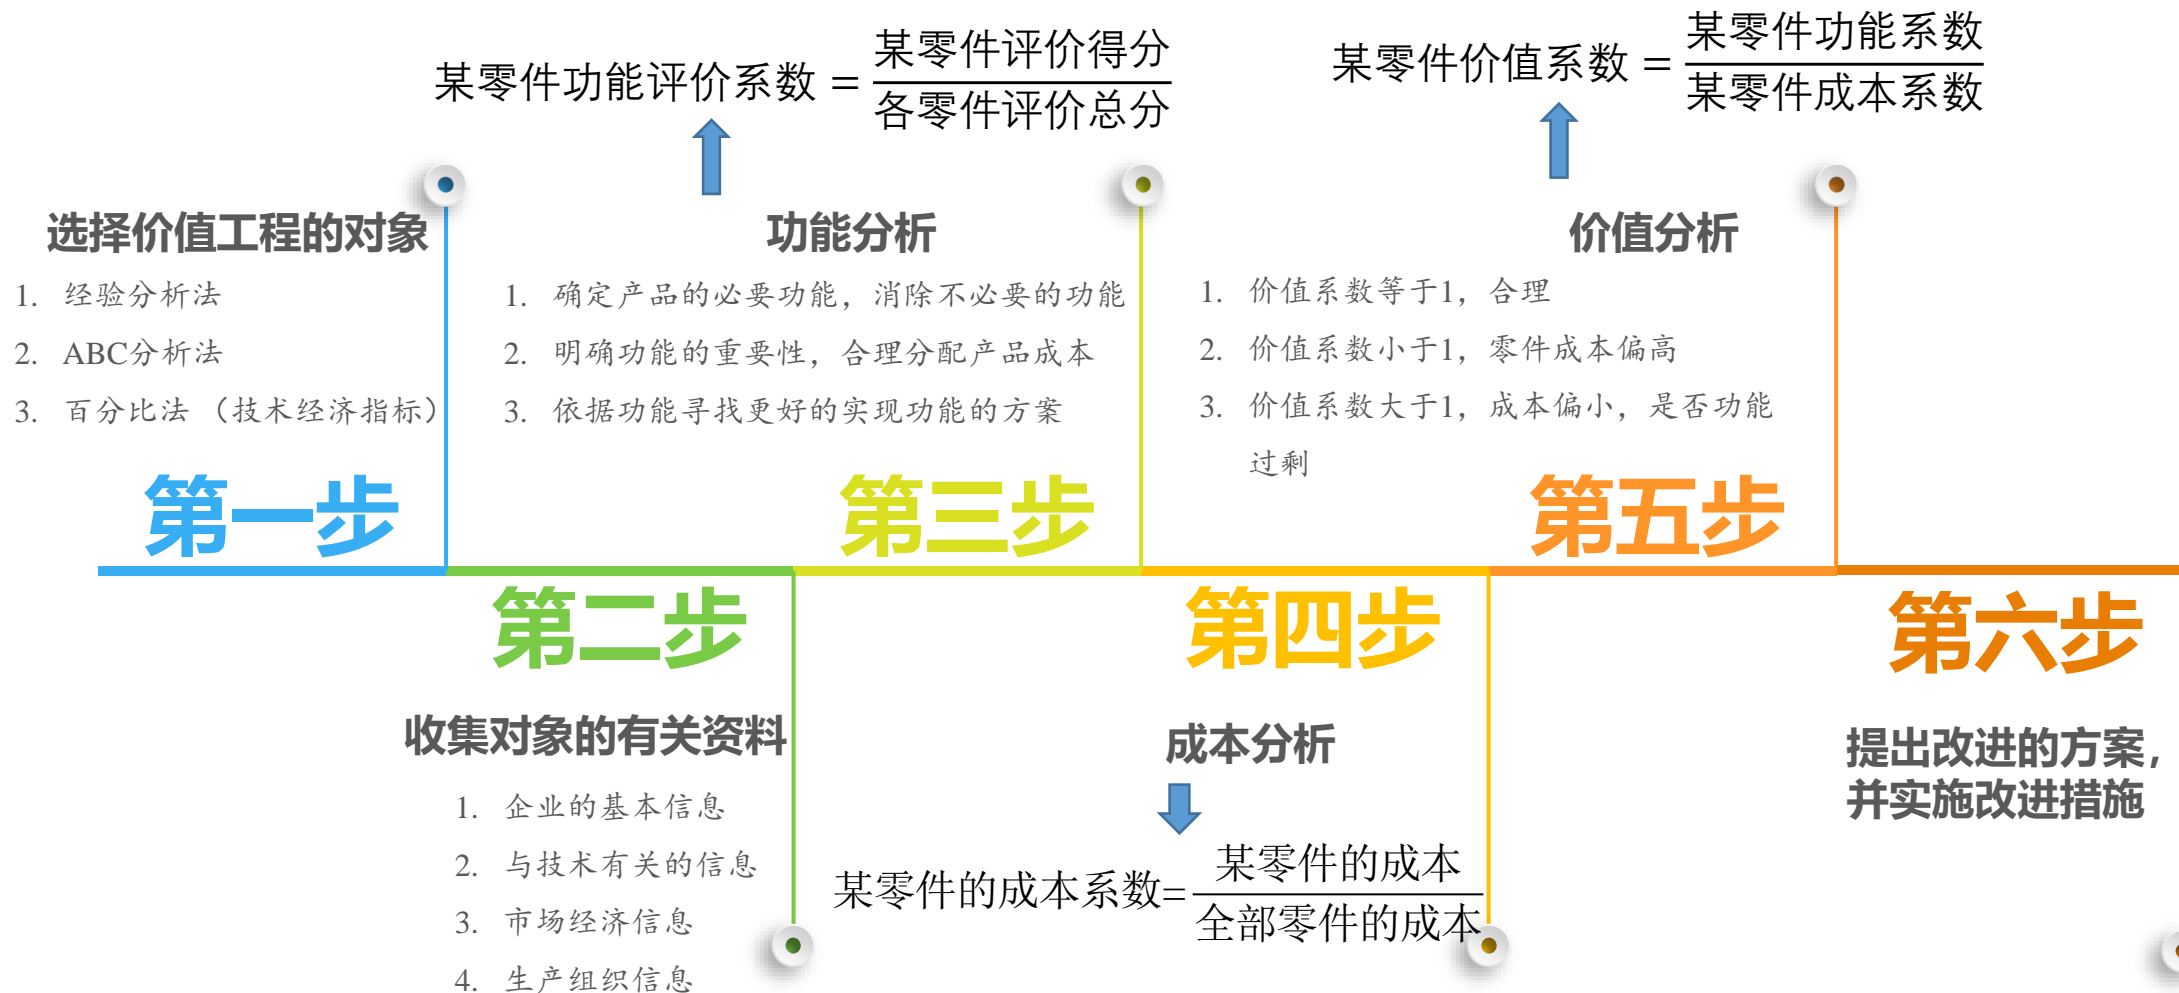 某零件功能评价系数 = 某零件评价得分
各零件评价总分
某零件价值系数 = 某零件功能系数
某零件成本系数
选择价值工程的对象
1. 经验分析法
2. ABC分析法
3. 百分比法 （技术经济指标）
第一步
功能分析
1. 确定产品的必要功能，消除不必要的功能
2. 明确功能的重要性，合理分配产品成本
3. 依据功能寻找更好的实现功能的方案
第三步
价值分析
1. 价值系数等于1，合理
2. 价值系数小于1，零件成本偏高
3. 价值系数大于1，成本偏小，是否功能
过剩
第五步
第二步
收集对象的有关资料
1. 企业的基本信息
2. 与技术有关的信息
3. 市场经济信息
4. 生产组织信息
第四步
成本分析
某零件的成本系数= 某零件的成本
全部零件的成本
第六步
提出改进的方案，
并实施改进措施